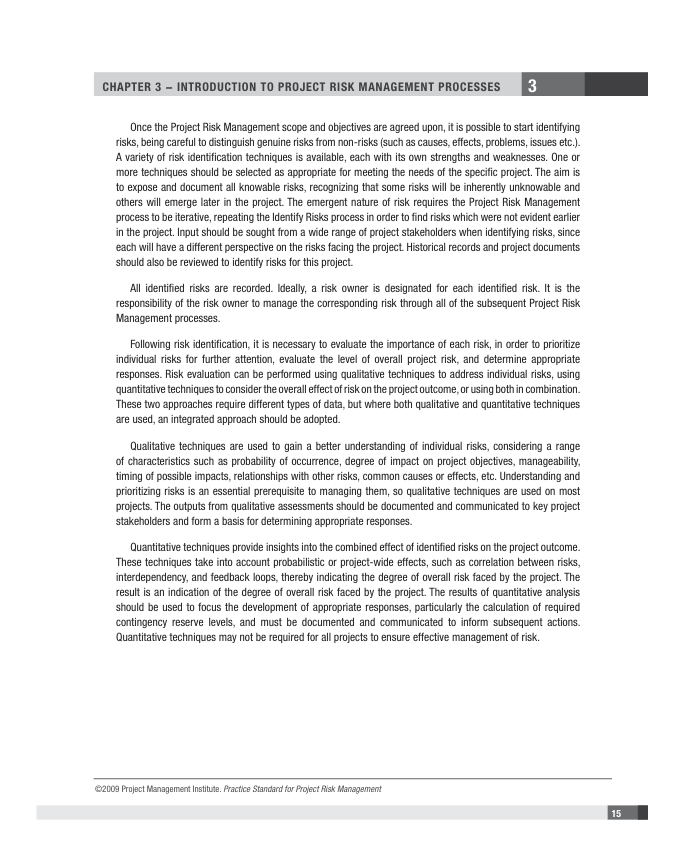 CHAPTER 3 – INTRODUCTION TO PROJECT RISK MANAGEMENT PROCESSES 3
Once the Project Risk Management scope and objectives are agreed upon, it is possible to start identifying
risks, being careful to distinguish genuine risks from non-risks (such as causes, effects, problems, issues etc.).
A variety of risk identification techniques is available, each with its own strengths and weaknesses. One or
more techniques should be selected as appropriate for meeting the needs of the specific project. The aim is
to expose and document all knowable risks, recognizing that some risks will be inherently unknowable and
others will emerge later in the project. The emergent nature of risk requires the Project Risk Management
process to be iterative, repeating the Identify Risks process in order to find risks which were not evident earlier
in the project. Input should be sought from a wide range of project stakeholders when identifying risks, since
each will have a different perspective on the risks facing the project. Historical records and project documents
should also be reviewed to identify risks for this project.
All identified risks are recorded. Ideally, a risk owner is designated for each identified risk. It is the
responsibility of the risk owner to manage the corresponding risk through all of the subsequent Project Risk
Management processes.
Following risk identification, it is necessary to evaluate the importance of each risk, in order to prioritize
individual risks for further attention, evaluate the level of overall project risk, and determine appropriate
responses. Risk evaluation can be performed using qualitative techniques to address individual risks, using
quantitative techniques to consider the overall effect of risk on the project outcome, or using both in combination.
These two approaches require different types of data, but where both qualitative and quantitative techniques
are used, an integrated approach should be adopted.
Qualitative techniques are used to gain a better understanding of individual risks, considering a range
of characteristics such as probability of occurrence, degree of impact on project objectives, manageability,
timing of possible impacts, relationships with other risks, common causes or effects, etc. Understanding and
prioritizing risks is an essential prerequisite to managing them, so qualitative techniques are used on most
projects. The outputs from qualitative assessments should be documented and communicated to key project
stakeholders and form a basis for determining appropriate responses.
Quantitative techniques provide insights into the combined effect of identified risks on the project outcome.
These techniques take into account probabilistic or project-wide effects, such as correlation between risks,
interdependency, and feedback loops, thereby indicating the degree of overall risk faced by the project. The
result is an indication of the degree of overall risk faced by the project. The results of quantitative analysis
should be used to focus the development of appropriate responses, particularly the calculation of required
contingency reserve levels, and must be documented and communicated to inform subsequent actions.
Quantitative techniques may not be required for all projects to ensure effective management of risk.
©2009 Project Management Institute. Practice Standard for Project Risk Management
15